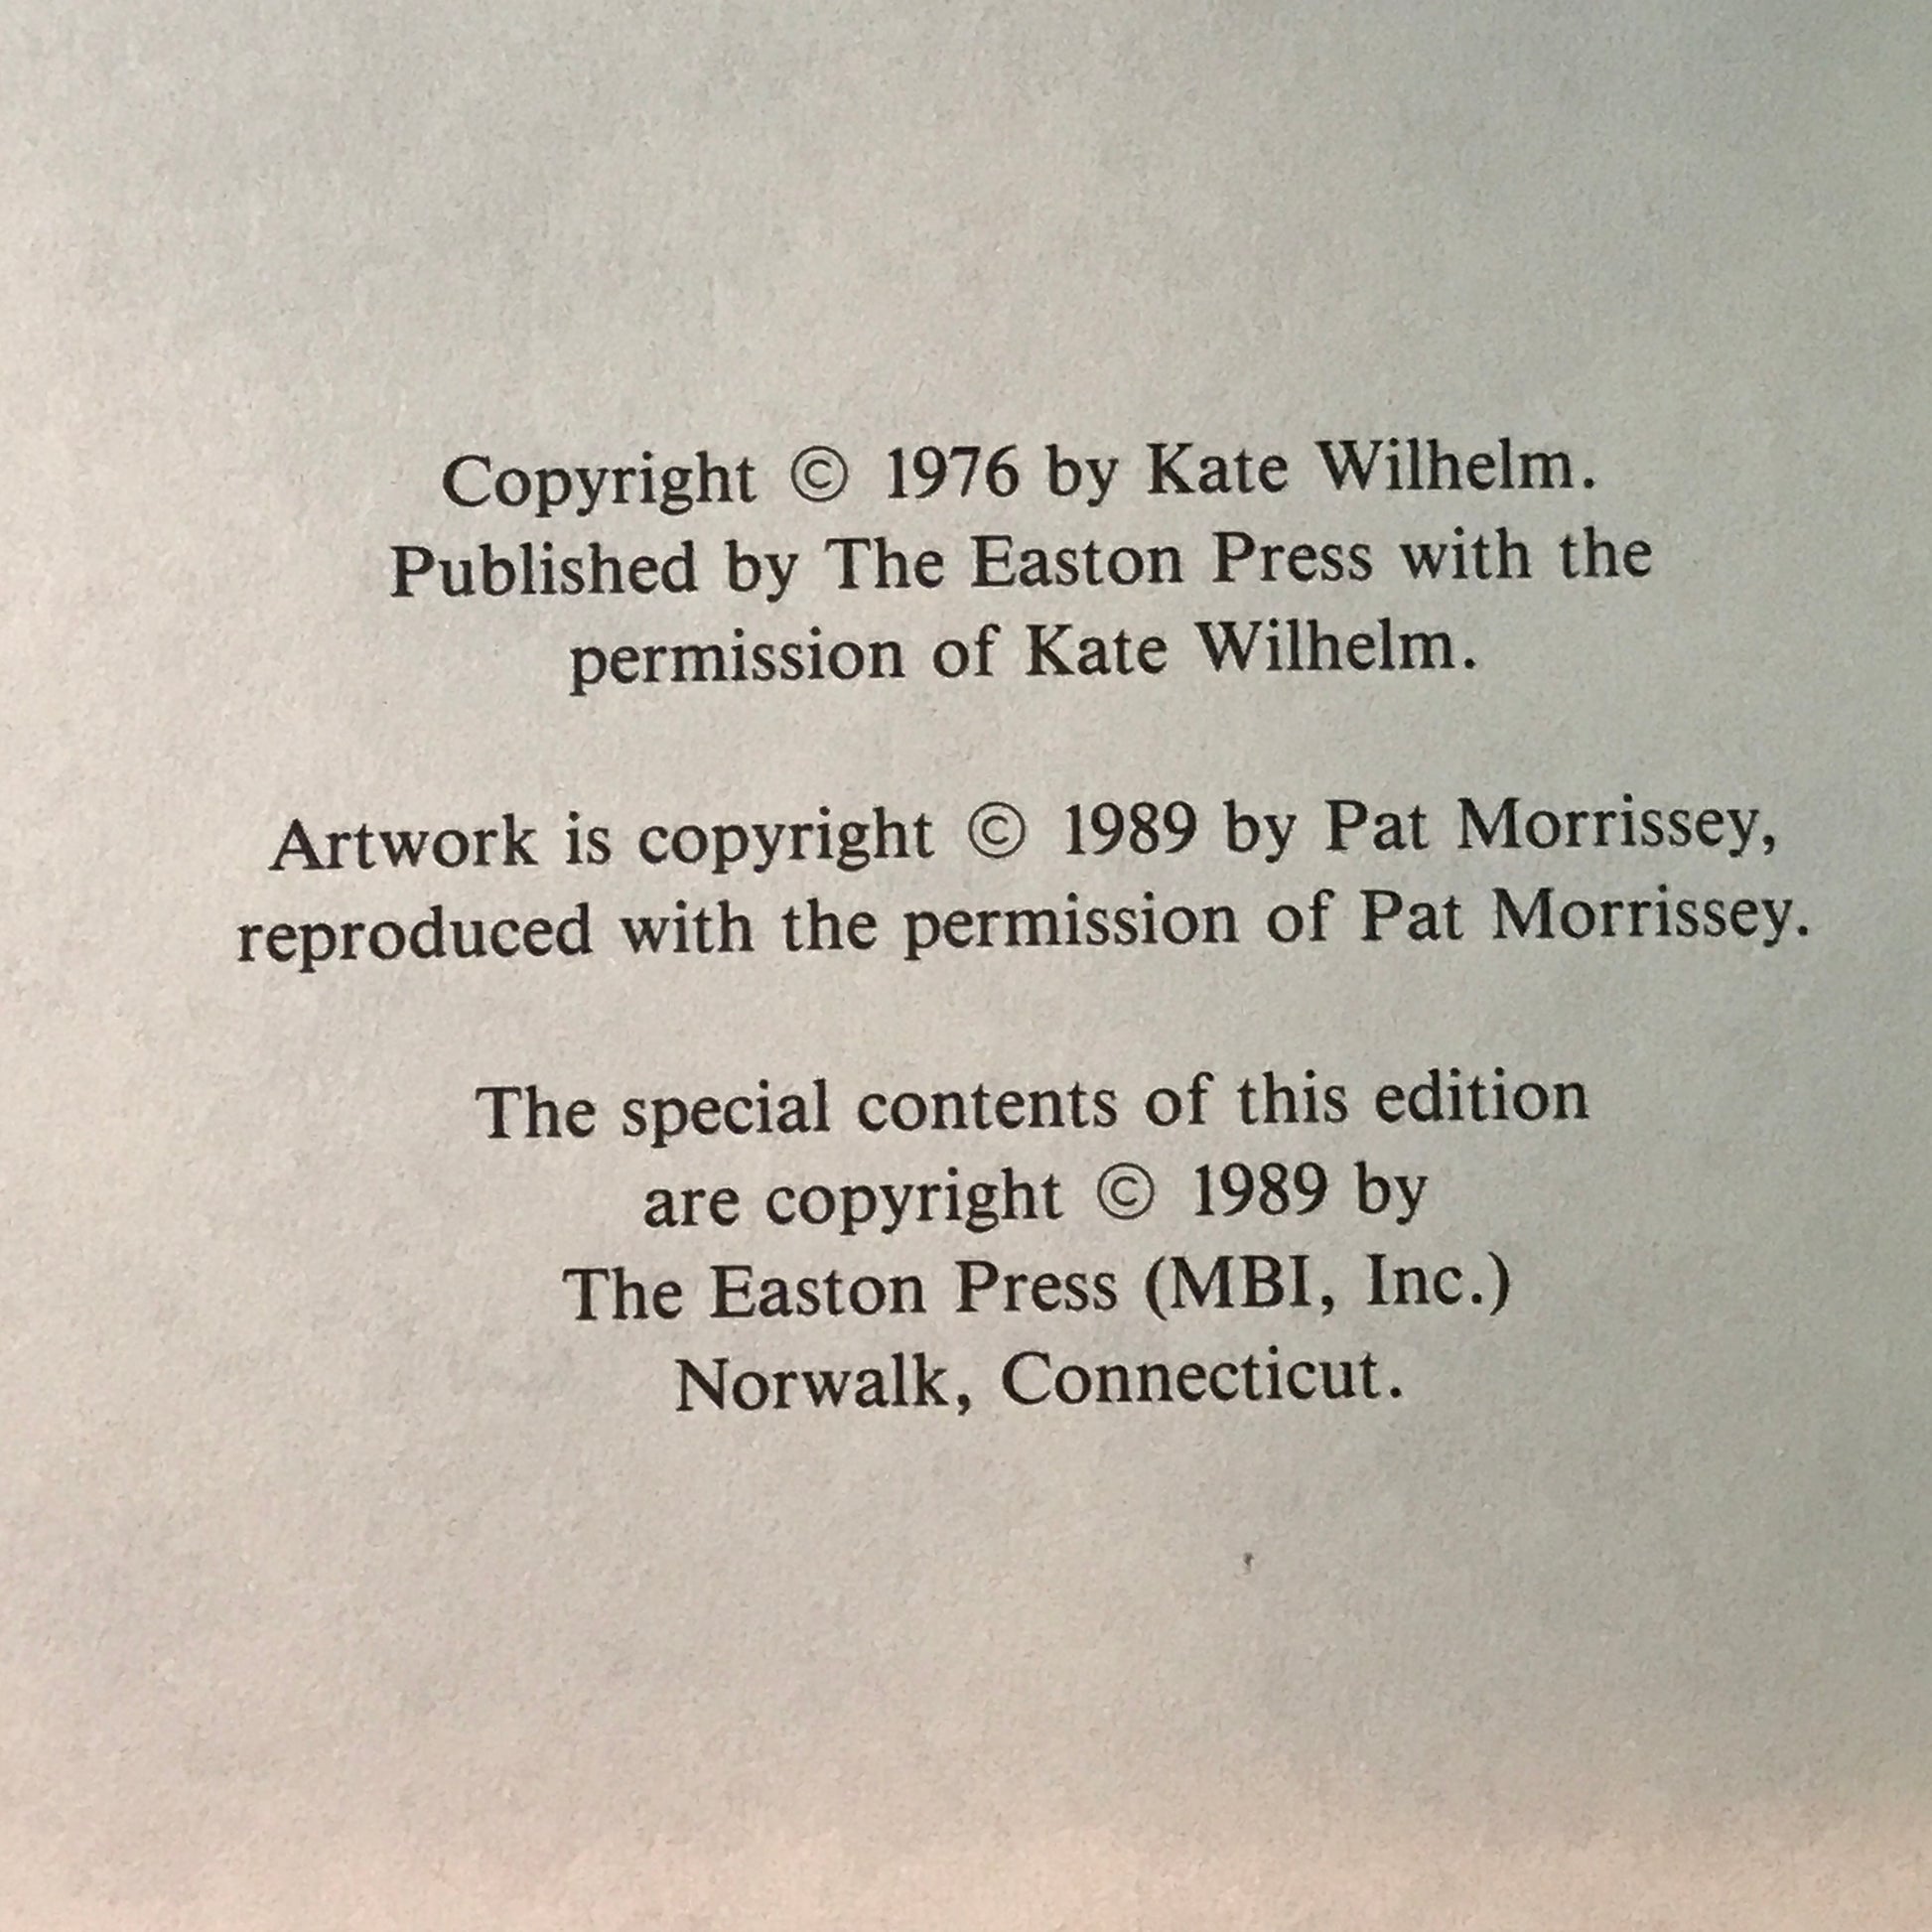 Copyright © 1976 by Kate Wilhelm.
Published by The Easton Press with the
permission of Kate Wilhelm.
Artwork is copyright © 1989 by Pat Morrissey,
reproduced with the permission of Pat Morrissey.
The special contents of this edition
are copyright © 1989 by
The Easton Press (MBI, Inc.)
Norwalk, Connecticut.